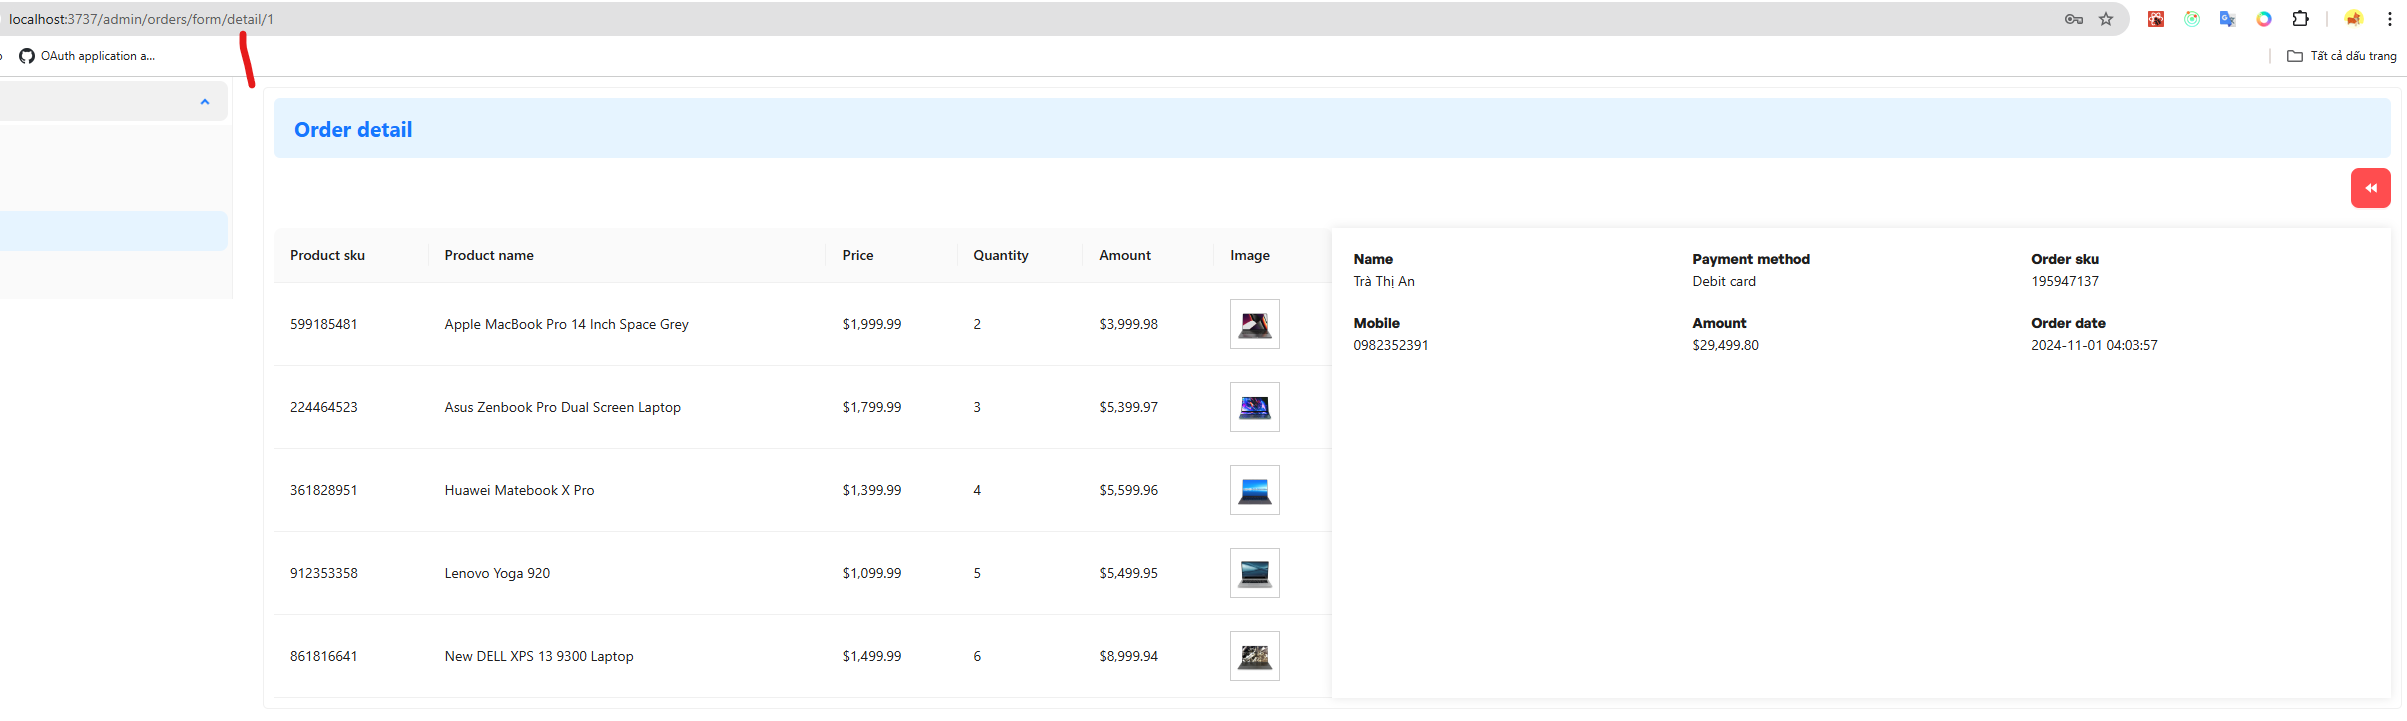 localhost:3737/admin/orders/form/detail/1
OAuth application a...
Tất cả dấu trang
Order detail
Product sku Product name Price Quantity Amount Image
599185481 Apple MacBook Pro 14 Inch Space Grey $1,999.99 2 $3,999.98
224464523 Asus Zenbook Pro Dual Screen Laptop $1,799.99 3 $5,399.97
361828951 Huawei Matebook X Pro $1,399.99 4 $5,599.96
912353358 Lenovo Yoga 920 $1,099.99 5 $5,499.95
861816641 New DELL XPS 13 9300 Laptop $1,499.99 6 $8,999.94
Name Payment method Order sku
Trà Thị An Debit card 195947137
Mobile Amount Order date
0982352391 $29,499.80 2024-11-01 04:03:57